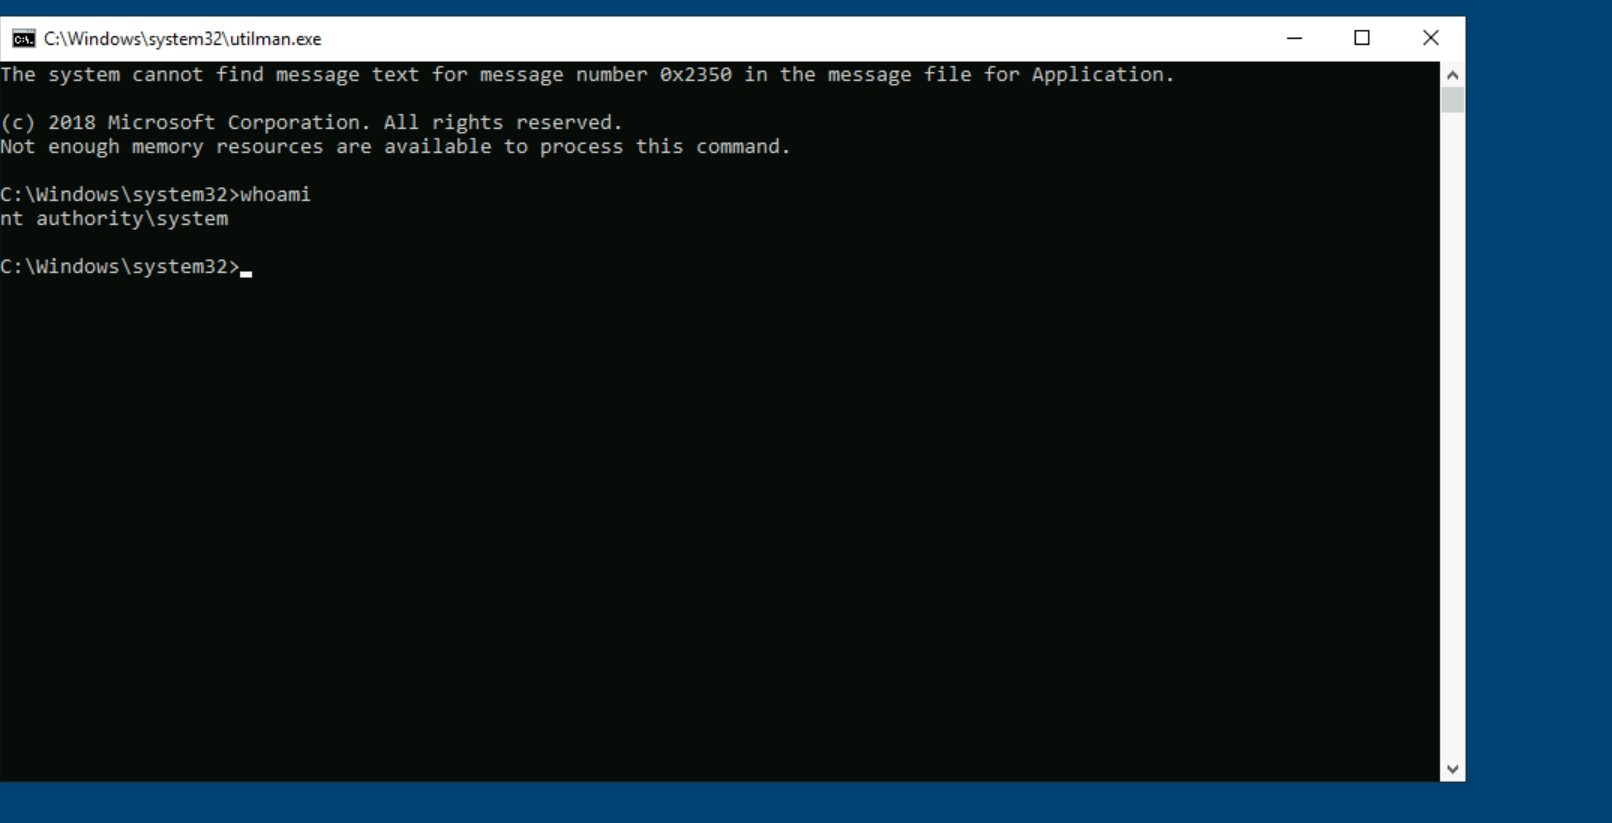 C:\Windows\system32\utilman.exe
The system cannot find message text for message number 0x2350 in the message file for Application.
(c) 2018 Microsoft Corporation. All rights reserved.
Not enough memory resources are available to process this command.
C:\Windows\system32>whoami
nt authority\system
C:\Windows\system32>